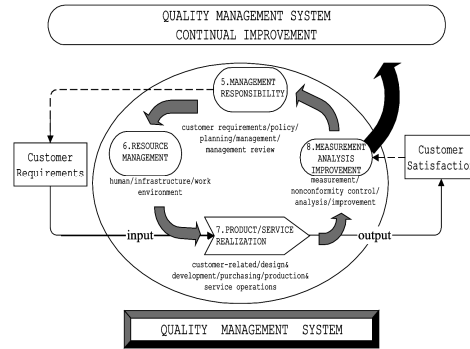 QUALITY MANAGEMENT SYSTEM
CONTINUAL IMPROVEMENT
5.MANAGEMENT
RESPONSIBILITY
customer requirements/policy
/planning/management/
management review
6.RESOURCE
MANAGEMENT
human/infrastructure/work
environment
8.MEASUREMENT
ANALYSIS
IMPROVEMENT
measurement/
nonconformity control/
analysis/improvement
Customer
Requirements
Customer
Satisfaction
input
7.PRODUCT/SERVICE
REALIZATION
output
customer-related/design&
development/purchasing/production&
service operations
QUALITY MANAGEMENT SYSTEM